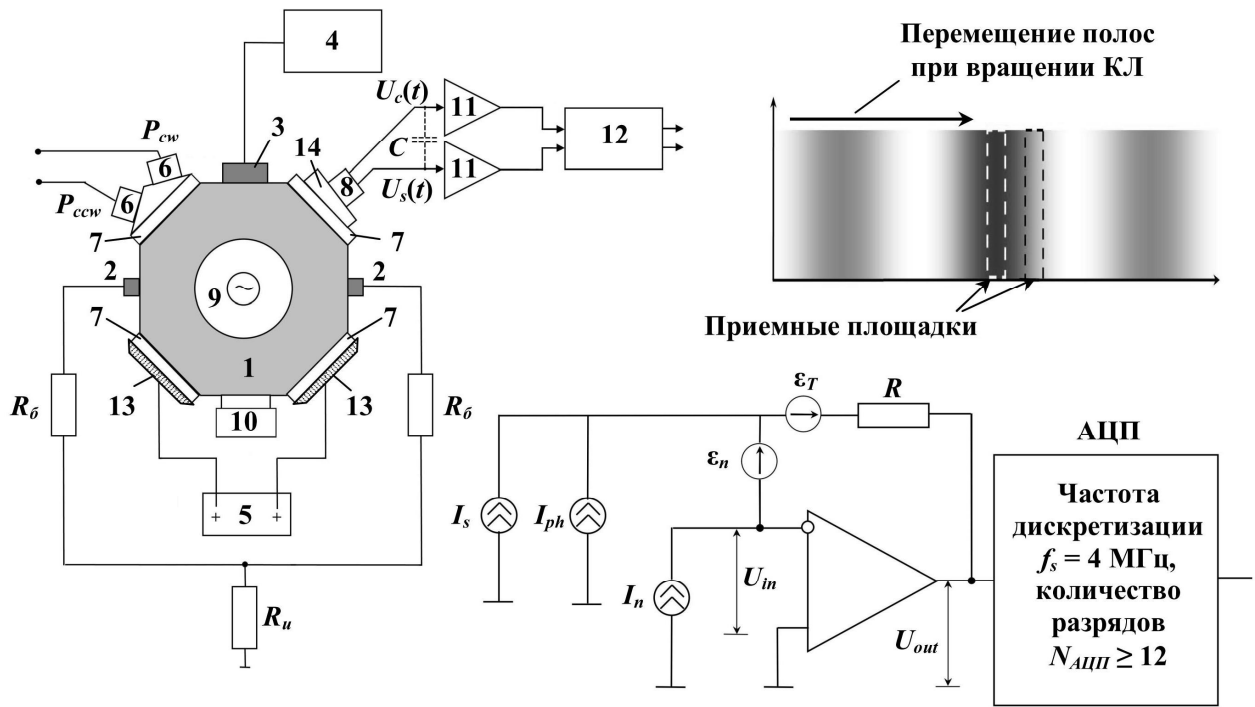 4
3
P_cw
6
6
P_ccw
7
14
8
U_c(t)
C
U_s(t)
11
11
12
7
2
2
9
7
7
1
13
13
10
R_б
R_б
5
+
+
R_и
Перемещение полос
при вращении КЛ
Приемные площадки
ε_T
R
ε_n
I_s
I_ph
I_n
U_in
U_out
АЦП
Частота
дискретизации
f_s = 4 МГц,
количество
разрядов
N_АЦП ≥ 12